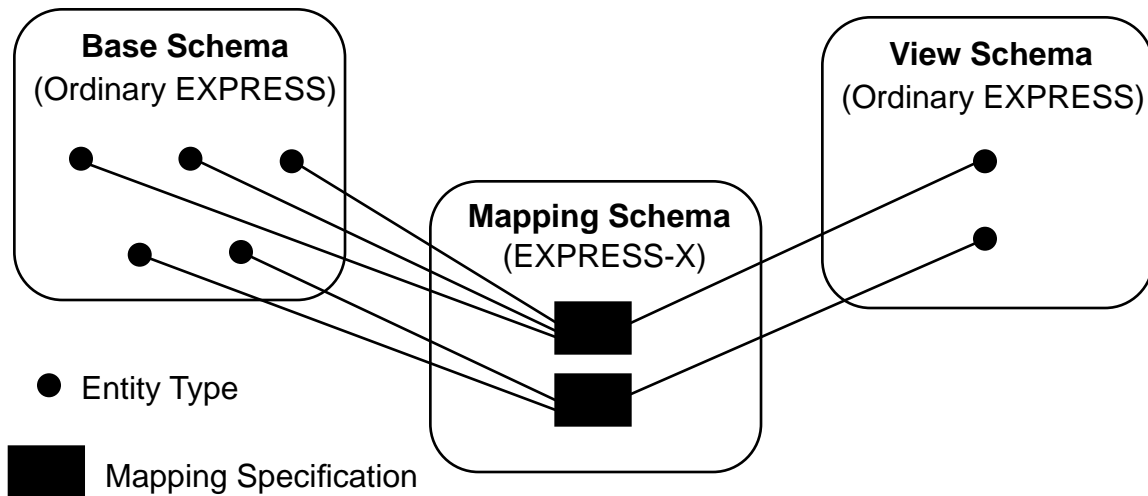 Base Schema
(Ordinary EXPRESS)
View Schema
(Ordinary EXPRESS)
Mapping Schema
(EXPRESS-X)
Entity Type
Mapping Specification